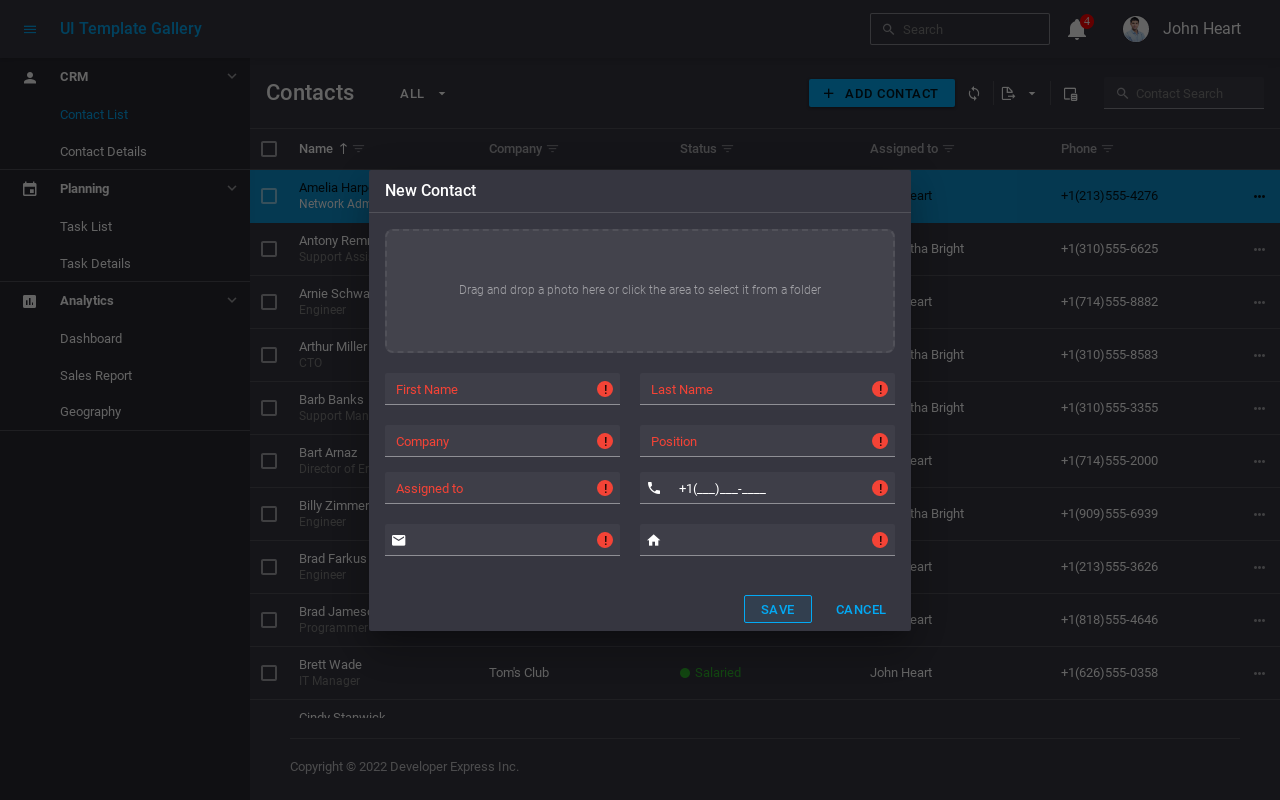 UI Template Gallery
Search
4
John Heart
CRM
Contact List
Contact Details
Planning
Task List
Task Details
Analytics
Dashboard
Sales Report
Geography
Contacts
ALL
ADD CONTACT
Contact Search
Name
Company
Status
Assigned to
Phone
Amelia Harp
Network Adm
eart
+1(213)555-4276
Antony Rem
Support Assi
tha Bright
+1(310)555-6625
Arnie Schwa
Engineer
eart
+1(714)555-8882
Arthur Miller
CTO
tha Bright
+1(310)555-8583
Barb Banks
Support Man
tha Bright
+1(310)555-3355
Bart Arnaz
Director of En
eart
+1(714)555-2000
Billy Zimmer
Engineer
tha Bright
+1(909)555-6939
Brad Farkus
Engineer
eart
+1(213)555-3626
Brad Jameso
Programmer
eart
+1(818)555-4646
Brett Wade
IT Manager
Tom's Club
Salaried
John Heart
+1(626)555-0358
Cindy Stanwick
New Contact
Drag and drop a photo here or click the area to select it from a folder
First Name
Last Name
Company
Position
Assigned to
+1(___)___-____
SAVE
CANCEL
Copyright © 2022 Developer Express Inc.